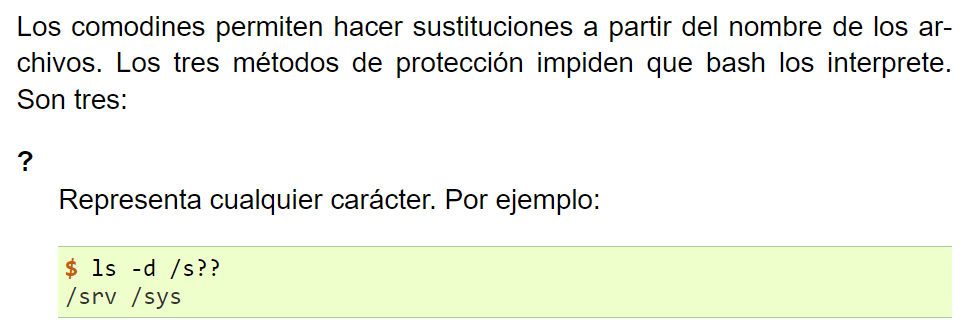 Los comodines permiten hacer sustituciones a partir del nombre de los ar-
chivos. Los tres métodos de protección impiden que bash los interprete.
Son tres:
?
Representa cualquier carácter. Por ejemplo:
$ ls -d /s??
/srv /sys